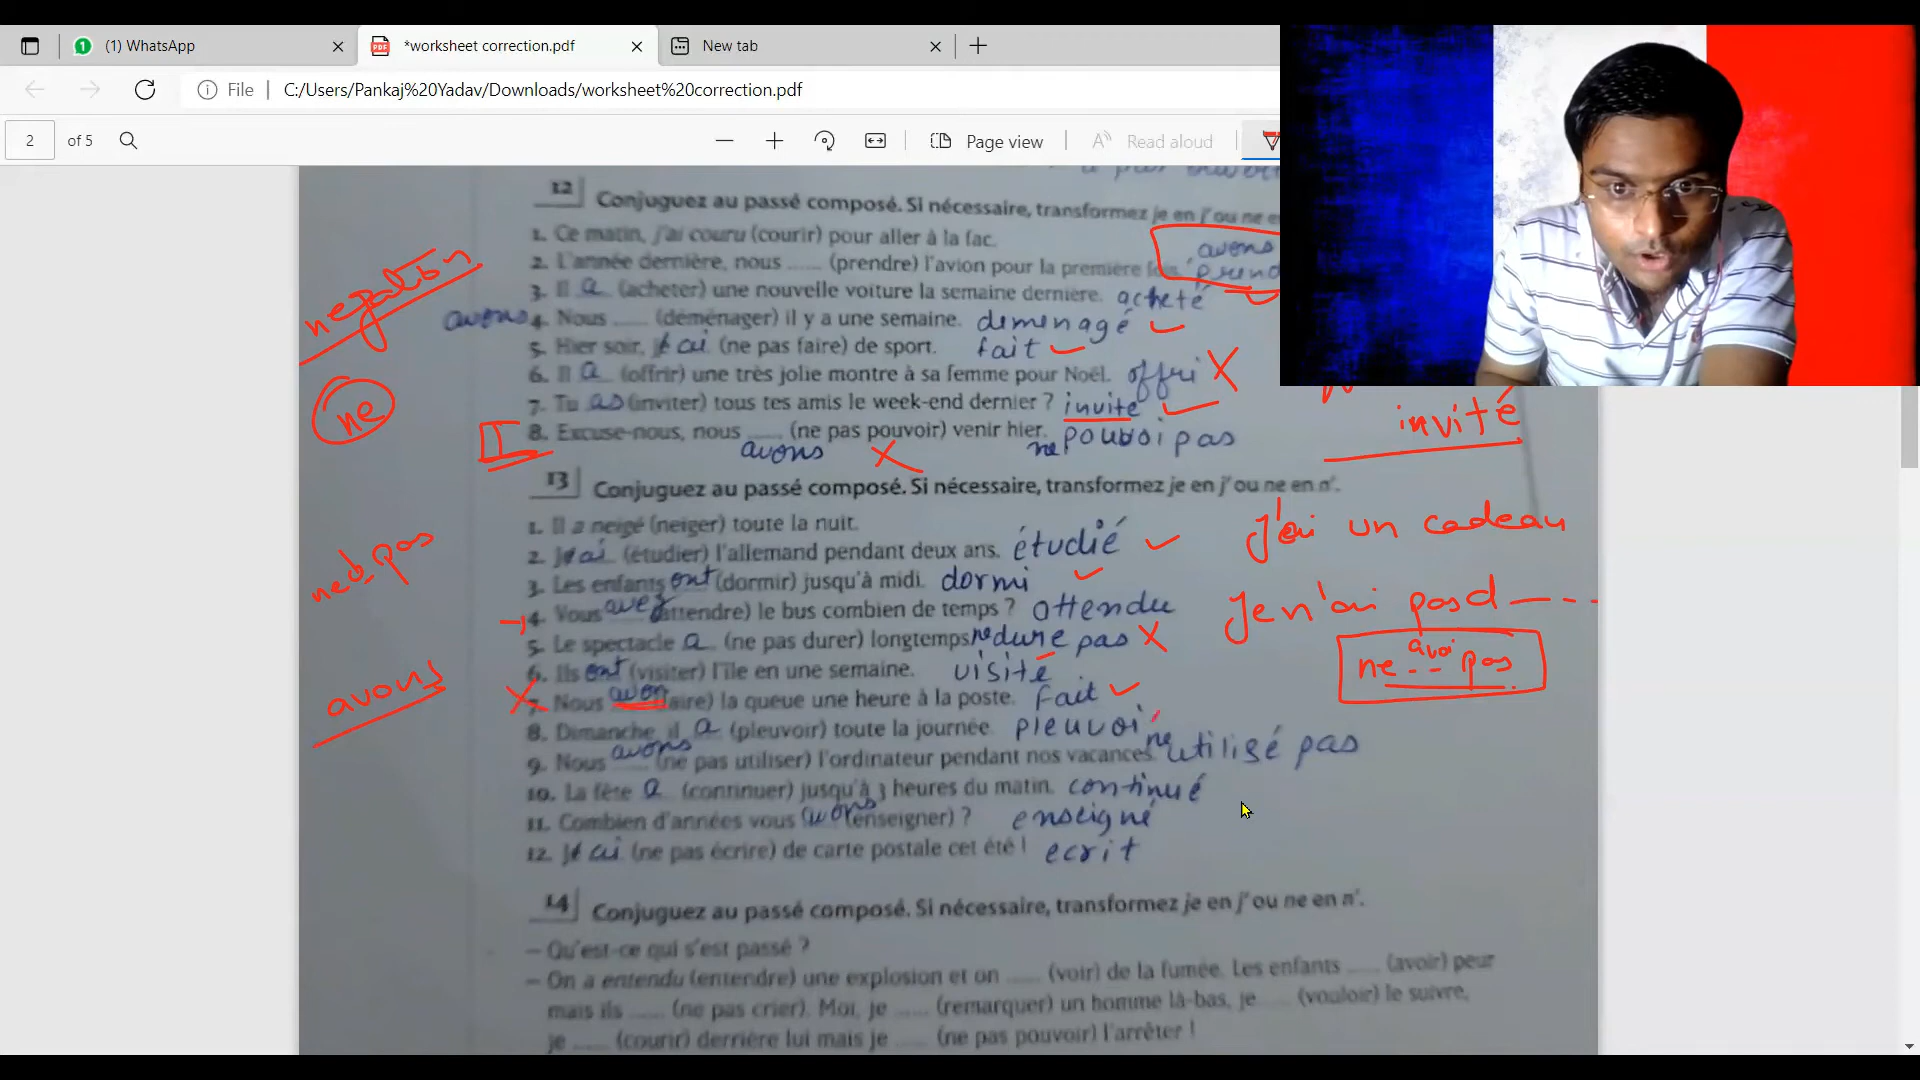 (1) WhatsApp
*worksheet correction.pdf
New tab
File
C:/Users/Pankaj%20Yadav/Downloads/worksheet%20correction.pdf
2 of 5
Page view
Read aloud
12 Conjuguez au passé composé. Si nécessaire, transformez je en j' ou ne e
1. Ce matin, j'ai couru (courir) pour aller à la fac.
avons
2. L'année dernière, nous ..... (prendre) l'avion pour la première prend
3. Il a (acheter) une nouvelle voiture la semaine dernière. acheté
negation
avons 4. Nous ..... (déménager) il y a une semaine. demenagé
5. Hier soir, je ai (ne pas faire) de sport. fait
6. Il a (offrir) une très jolie montre à sa femme pour Noël. offri X
ne
7. Tu as (inviter) tous tes amis le week-end dernier ? invité
invité
8. Excuse-nous, nous ..... (ne pas pouvoir) venir hier. ne pouvoi pas
avons X
13 Conjuguez au passé composé. Si nécessaire, transformez je en j' ou ne en n'.
1. Il a neigé (neiger) toute la nuit.
J'ai un cadeau
2. Je ai (étudier) l'allemand pendant deux ans. étudié
3. Les enfants ont (dormir) jusqu'à midi. dormi
4. Vous avez (attendre) le bus combien de temps ? attendu
Je n'ai pas d----
5. Le spectacle a (ne pas durer) longtemps ne dure pas X
avoi
ne -- pas
6. Ils ont (visiter) l'île en une semaine. visité
avons
X 7. Nous avon faire) la queue une heure à la poste. fait
8. Dimanche, il a (pleuvoir) toute la journée. pleuvoi
9. Nous avons (ne pas utiliser) l'ordinateur pendant nos vacances. ne utilisé pas
10. La fête a (continuer) jusqu'à 3 heures du matin. continué
11. Combien d'années vous avons (enseigner) ? enseigné
12. Je ai (ne pas écrire) de carte postale cet été ! ecrit
14 Conjuguez au passé composé. Si nécessaire, transformez je en j' ou ne en n'.
– Qu'est-ce qui s'est passé ?
– On a entendu (entendre) une explosion et on ..... (voir) de la fumée. Les enfants ..... (avoir) peur
mais ils ..... (ne pas crier). Moi, je ..... (remarquer) un homme là-bas, je ..... (vouloir) le suivre,
je ..... (courir) derrière lui mais je ..... (ne pas pouvoir) l'arrêter !